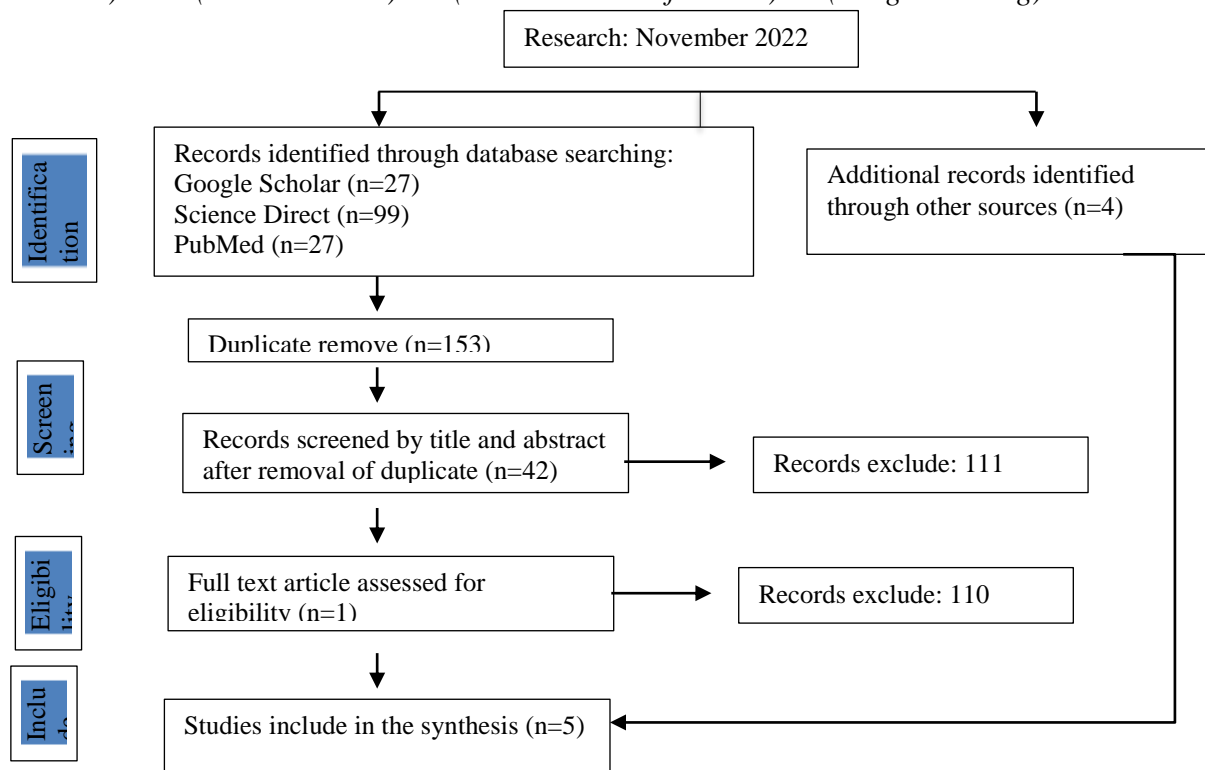 Research: November 2022
Records identified through database searching:
Google Scholar (n=27)
Science Direct (n=99)
PubMed (n=27)
Additional records identified
through other sources (n=4)
Identifica
tion
Duplicate remove (n=153)
Screen
Records screened by title and abstract
after removal of duplicate (n=42)
Records exclude: 111
Eligibi
lity
Full text article assessed for
eligibility (n=1)
Records exclude: 110
Inclu
Studies include in the synthesis (n=5)